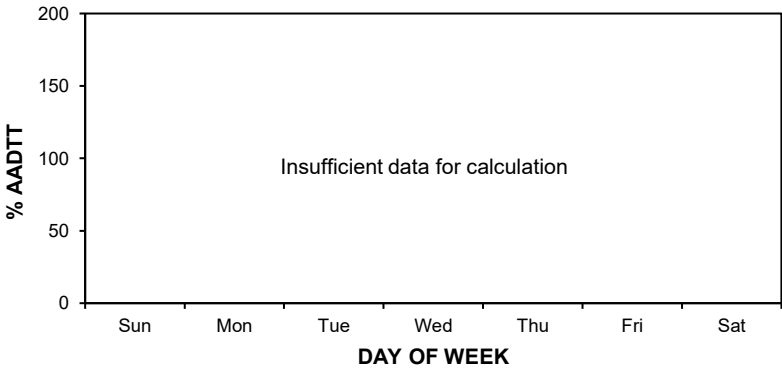 200
150
100
50
0
% AADTT
Insufficient data for calculation
Sun Mon Tue Wed Thu Fri Sat
DAY OF WEEK